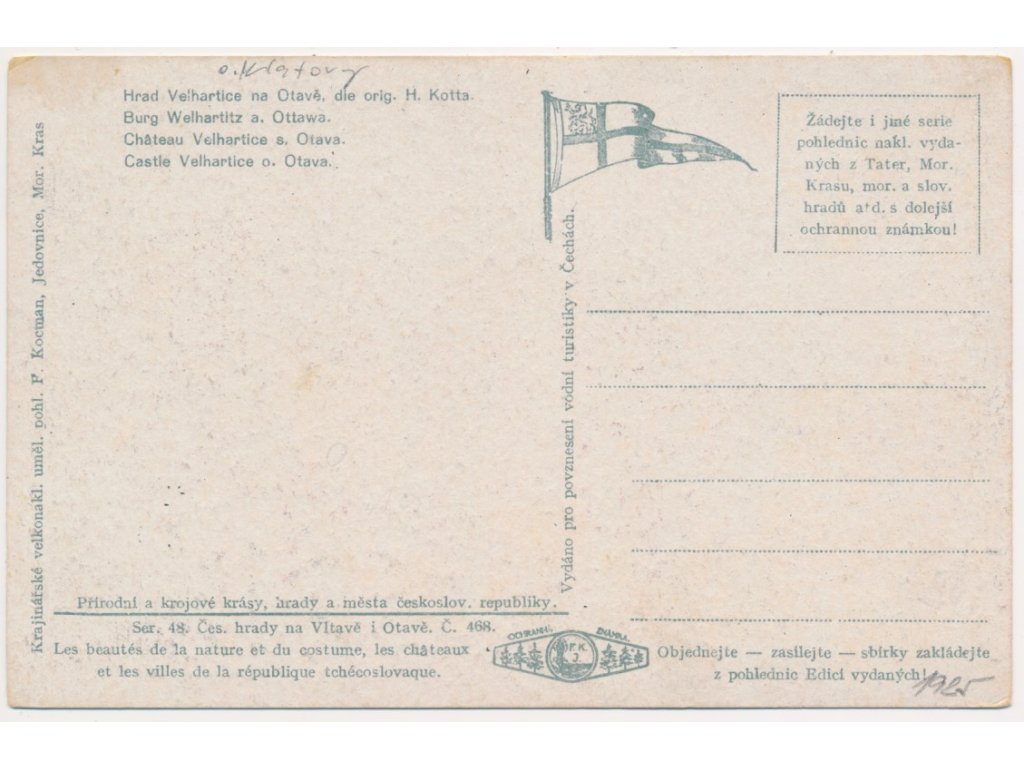 o. Klatovy
Hrad Velhartice na Otavě, dle orig. H. Kotta.
Burg Welhartitz a. Ottawa.
Château Velhartice s. Otava.
Castle Velhartice o. Otava.
Krajinářské velkonakl. uměl. pohl. F. Kocman, Jedovnice, Mor. Kras
Vydáno pro povznesení vodní turistiky v Čechách.
Žádejte i jiné serie
pohlednic nakl. vyda-
ných z Tater, Mor.
Krasu, mor. a slov.
hradů atd. s dolejší
ochrannou známkou!
Přírodní a krojové krásy, hrady a města českoslov. republiky.
Ser. 48. Čes. hrady na Vltavě i Otavě. Č. 468.
Les beautés de la nature et du costume, les châteaux
et les villes de la république tchécoslovaque.
OCHRANNÁ ZNÁMKA
F. K.
J.
Objednejte — zasílejte — sbírky zakládejte
z pohlednic Edicí vydaných!
1925